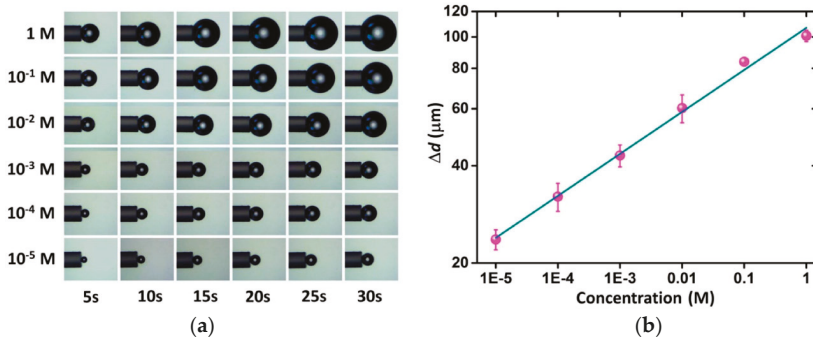 1 M
10⁻¹ M
10⁻² M
10⁻³ M
10⁻⁴ M
10⁻⁵ M
5s 10s 15s 20s 25s 30s
(a)
Δd (μm)
120
100
80
60
40
20
1E-5 1E-4 1E-3 0.01 0.1 1
Concentration (M)
(b)